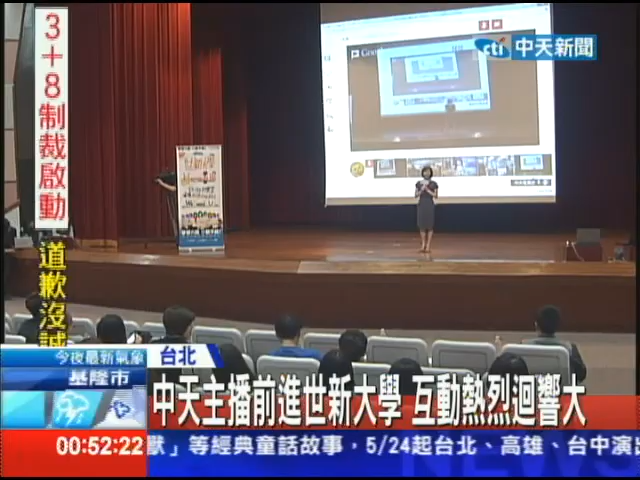 3+8制裁啟動
道歉沒誠
cti 中天新聞
Google
今夜最新氣象
台北
基隆市
中天主播前進世新大學 互動熱烈迴響大
00:52:22
獸」等經典童話故事，5/24起台北、高雄、台中演出
NEWS